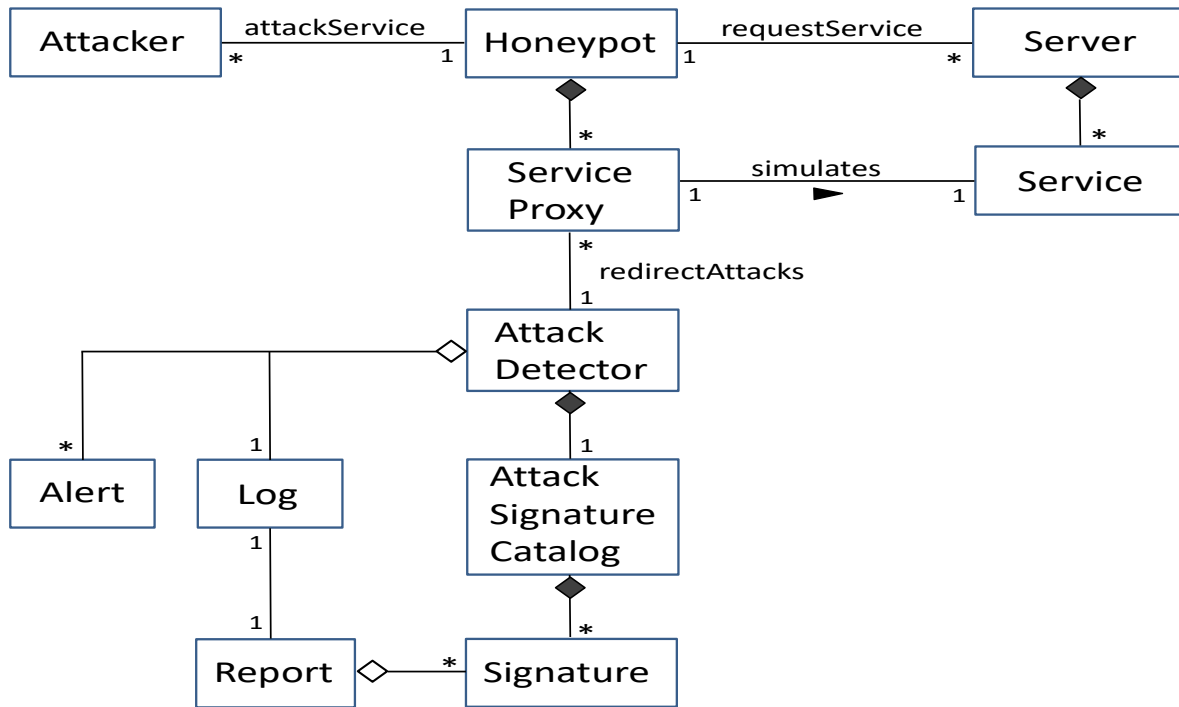 Attacker
attackService
*
1
Honeypot
requestService
1
*
Server
*
*
Service
Proxy
simulates
1
1
Service
*
redirectAttacks
1
Attack
Detector
*
1
1
Alert
Log
Attack
Signature
Catalog
1
1
*
*
Report
Signature